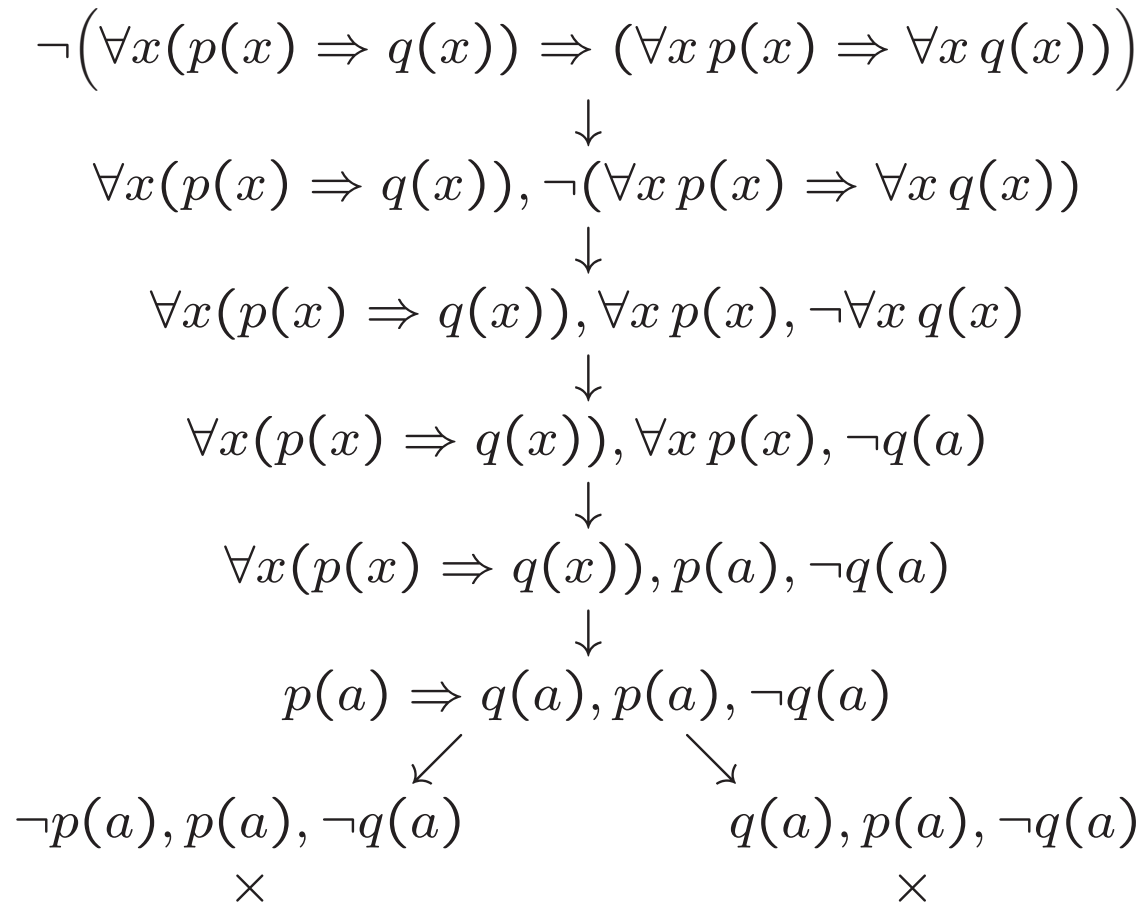 ¬(∀x(p(x) ⇒ q(x)) ⇒ (∀x p(x) ⇒ ∀x q(x)))
↓
∀x(p(x) ⇒ q(x)), ¬(∀x p(x) ⇒ ∀x q(x))
↓
∀x(p(x) ⇒ q(x)), ∀x p(x), ¬∀x q(x)
↓
∀x(p(x) ⇒ q(x)), ∀x p(x), ¬q(a)
↓
∀x(p(x) ⇒ q(x)), p(a), ¬q(a)
↓
p(a) ⇒ q(a), p(a), ¬q(a)
↙ ↘
¬p(a), p(a), ¬q(a) q(a), p(a), ¬q(a)
× ×